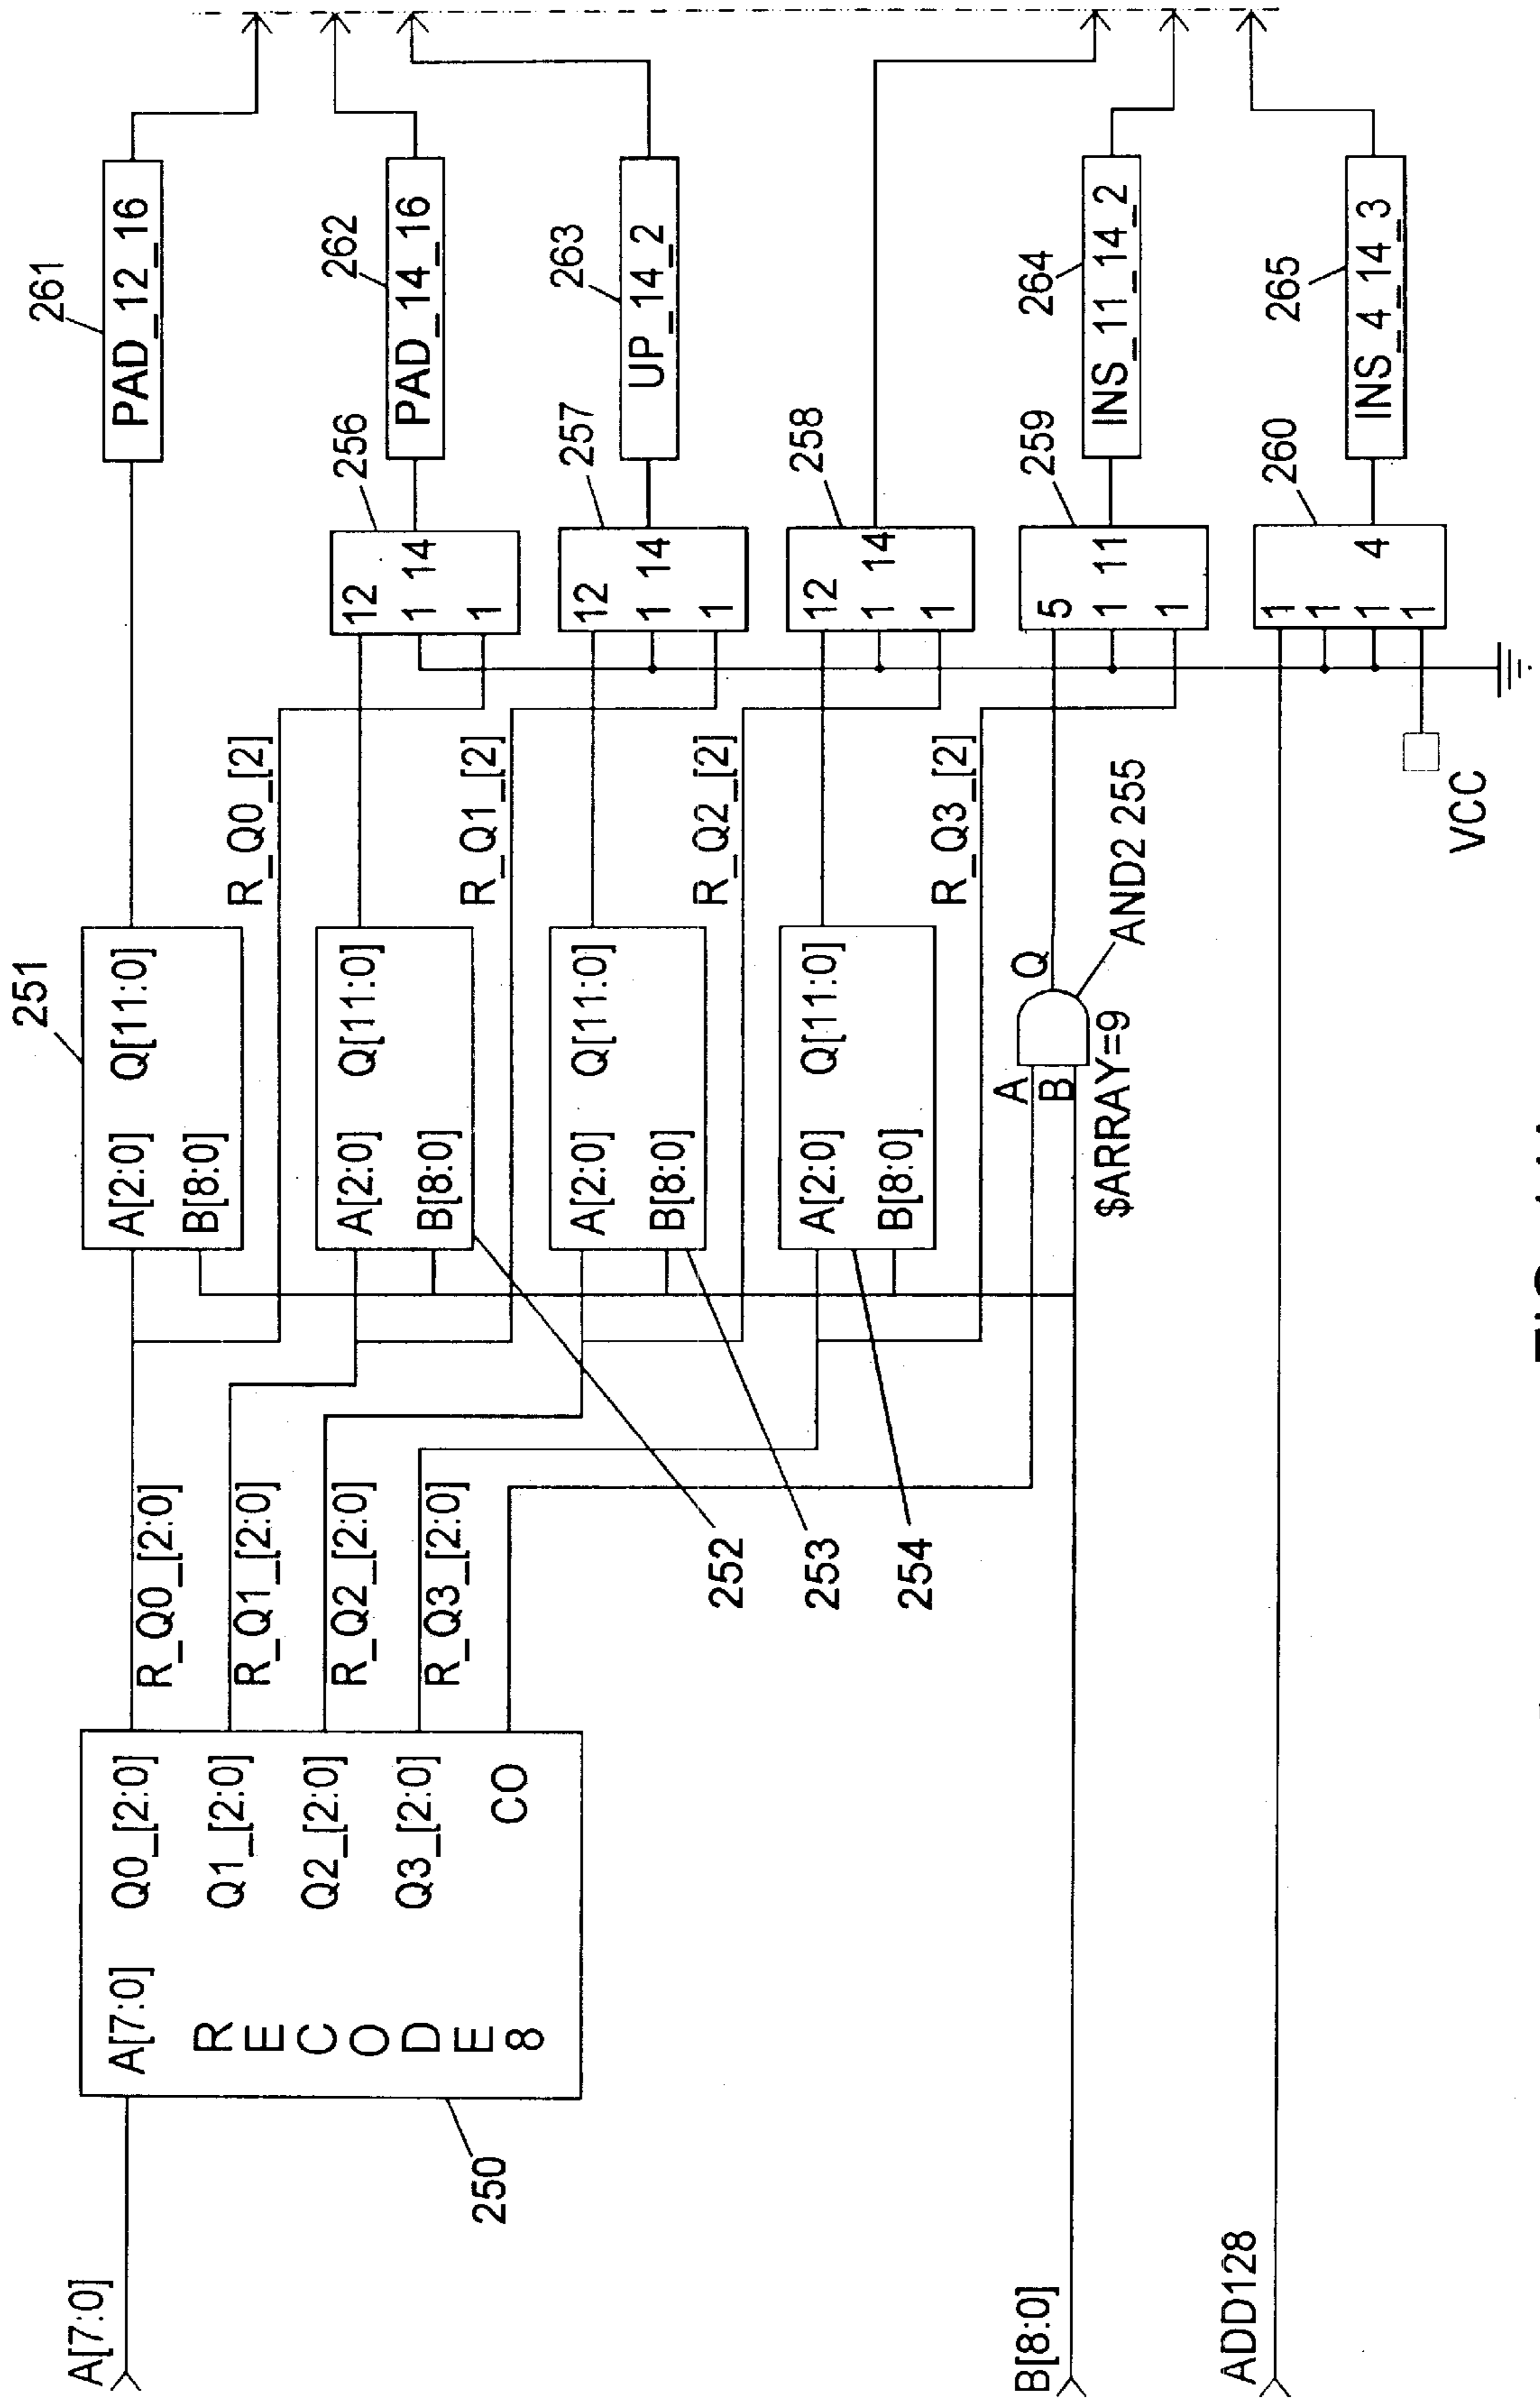 A[7:0]
250
A[7:0]
R
E
C
O
D
E
8
Q0_[2:0]
Q1_[2:0]
Q2_[2:0]
Q3_[2:0]
CO
R_Q0_[2:0]
R_Q1_[2:0]
R_Q2_[2:0]
R_Q3_[2:0]
251
A[2:0] Q[11:0]
B[8:0]
A[2:0] Q[11:0]
B[8:0]
A[2:0] Q[11:0]
B[8:0]
A[2:0] Q[11:0]
B[8:0]
252
253
254
R_Q0_[2]
R_Q1_[2]
R_Q2_[2]
R_Q3_[2]
B[8:0]
A
B
Q
AND2 255
$ARRAY=9
ADD128
VCC
256
12
1 14
1
257
12
1 14
1
258
12
1 14
1
259
5
1 11
1
260
1
1
1 4
1
261
PAD_12_16
262
PAD_14_16
263
UP_14_2
264
INS_11_14_2
265
INS_4_14_3